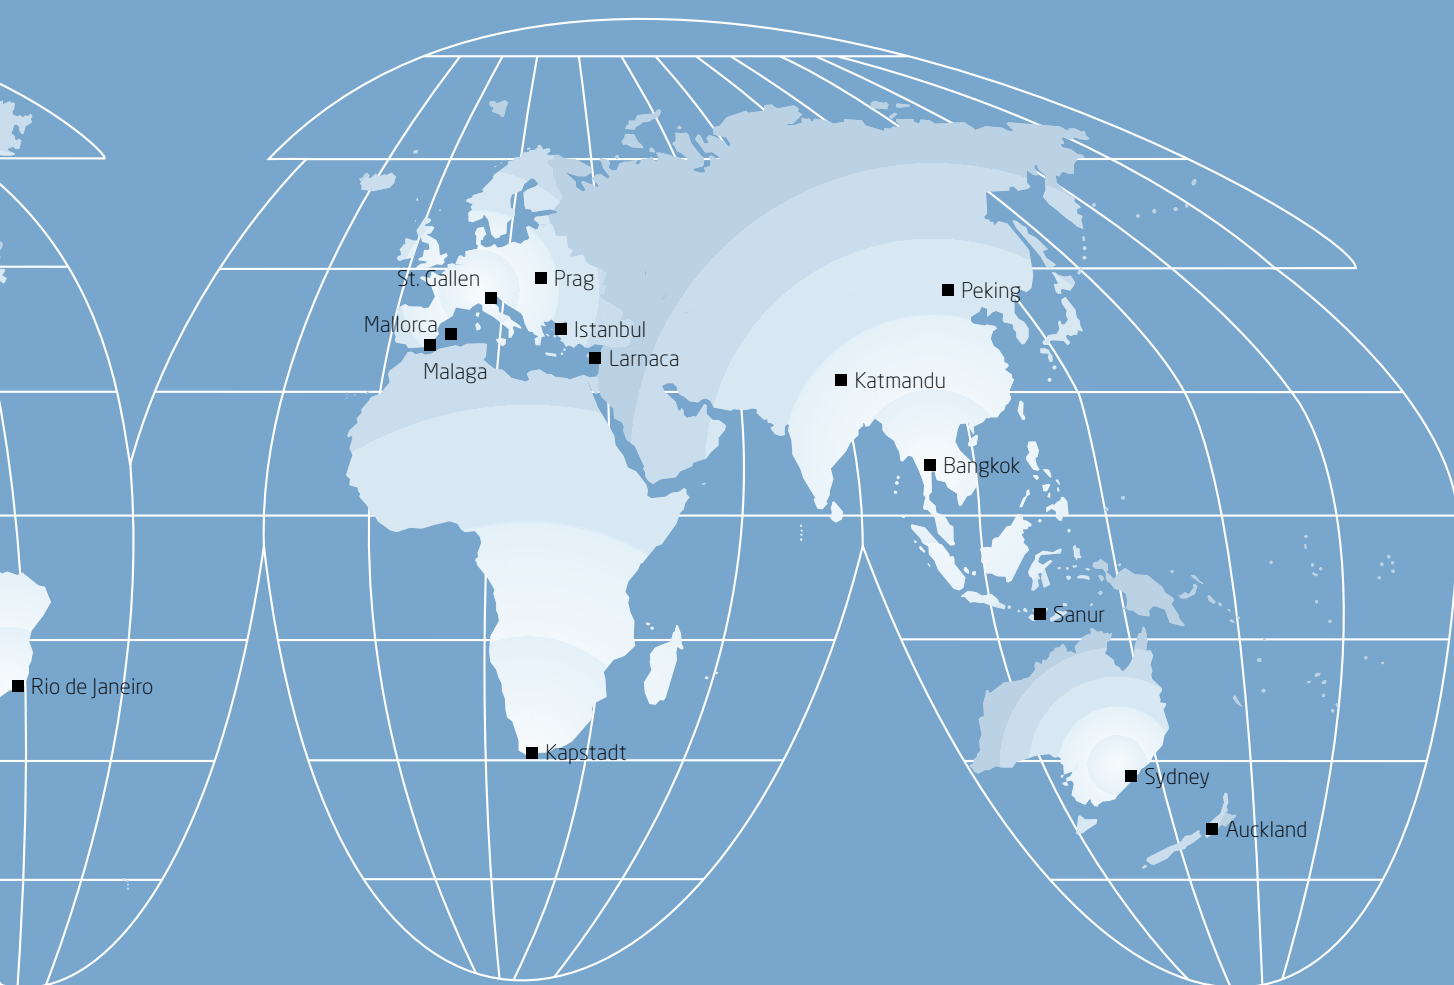 St. Gallen
Prag
Peking
Mallorca
Istanbul
Malaga
Larnaca
Katmandu
Bangkok
Sanur
Rio de Janeiro
Kapstadt
Sydney
Auckland